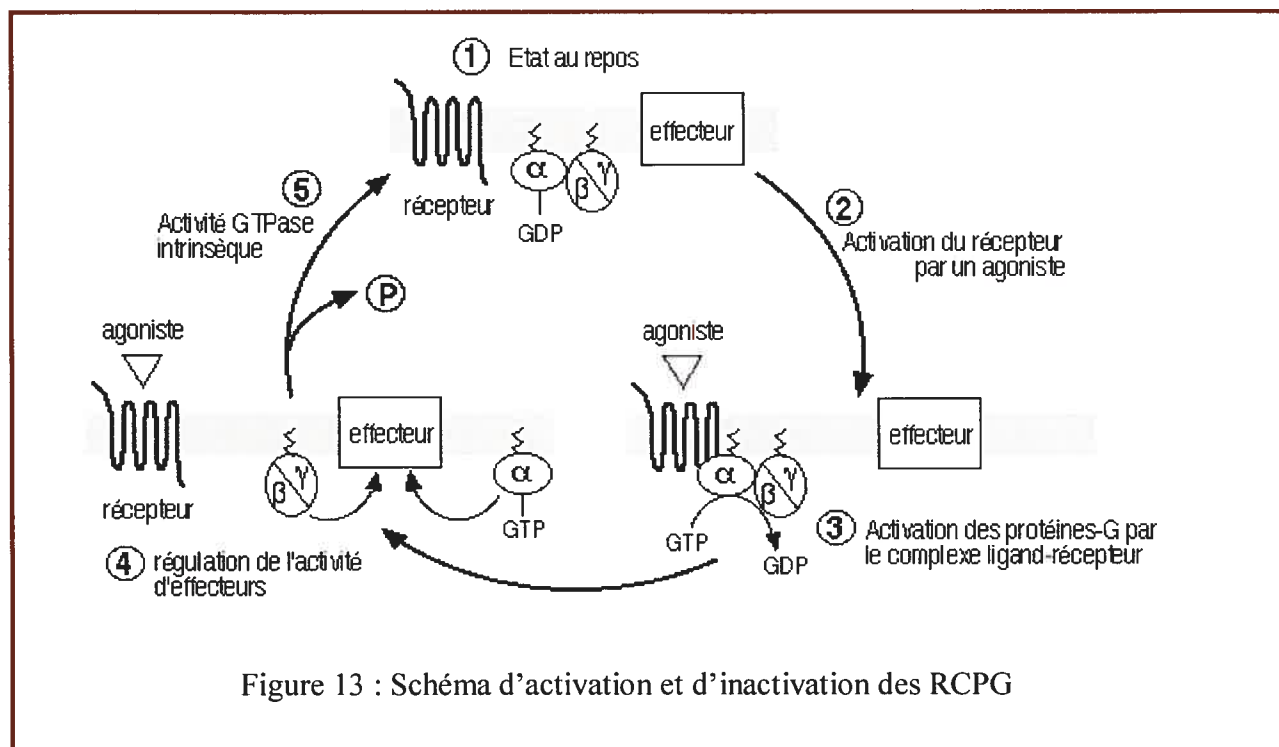 ① Etat au repos
récepteur
α
β
γ
GDP
effecteur
② Activation du récepteur
par un agoniste
agoniste
α
β
γ
GTP
GDP
effecteur
③ Activation des protéines-G par
le complexe ligand-récepteur
agoniste
récepteur
β
γ
effecteur
α
GTP
④ régulation de l'activité
d'effecteurs
⑤
Activité GTPase
intrinsèque
P
Figure 13 : Schéma d'activation et d'inactivation des RCPG